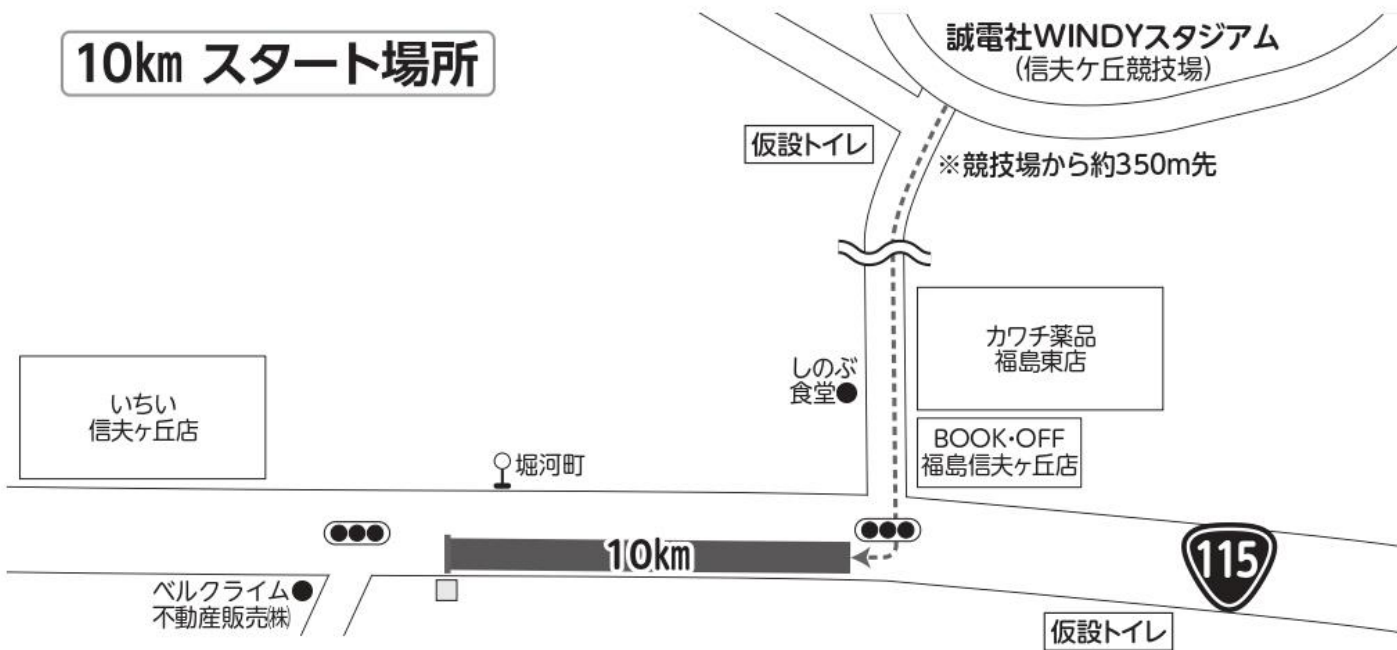 10km スタート場所
誠電社WINDYスタジアム
(信夫ケ丘競技場)
仮設トイレ
※競技場から約350m先
カワチ薬品
福島東店
しのぶ
食堂
いちい
信夫ヶ丘店
BOOK・OFF
福島信夫ヶ丘店
堀河町
10km
115
ベルクライム
不動産販売㈱
仮設トイレ